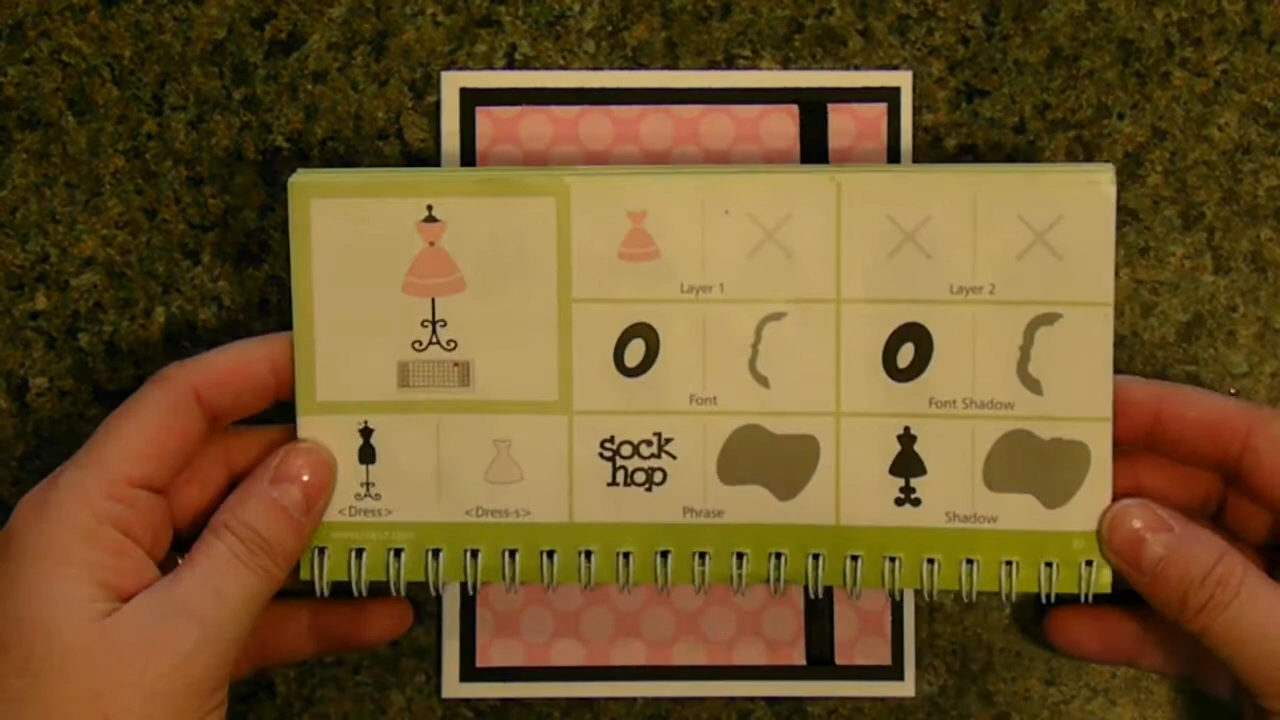 Layer 1
Layer 2
Font
Font Shadow
sock
hop
<Dress>
<Dress-s>
Phrase
Shadow